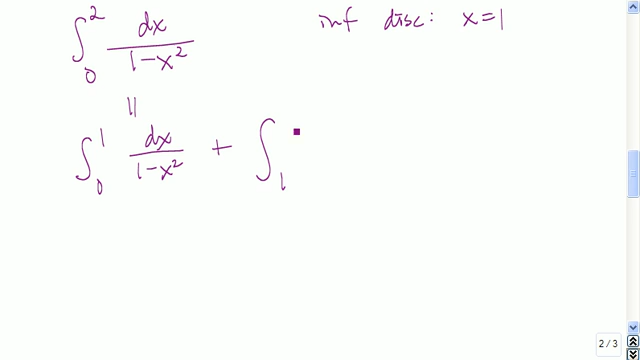 ∫₀² dx/(1-x²) inf disc: x=1
||
∫₀¹ dx/(1-x²) + ∫₁
2/3